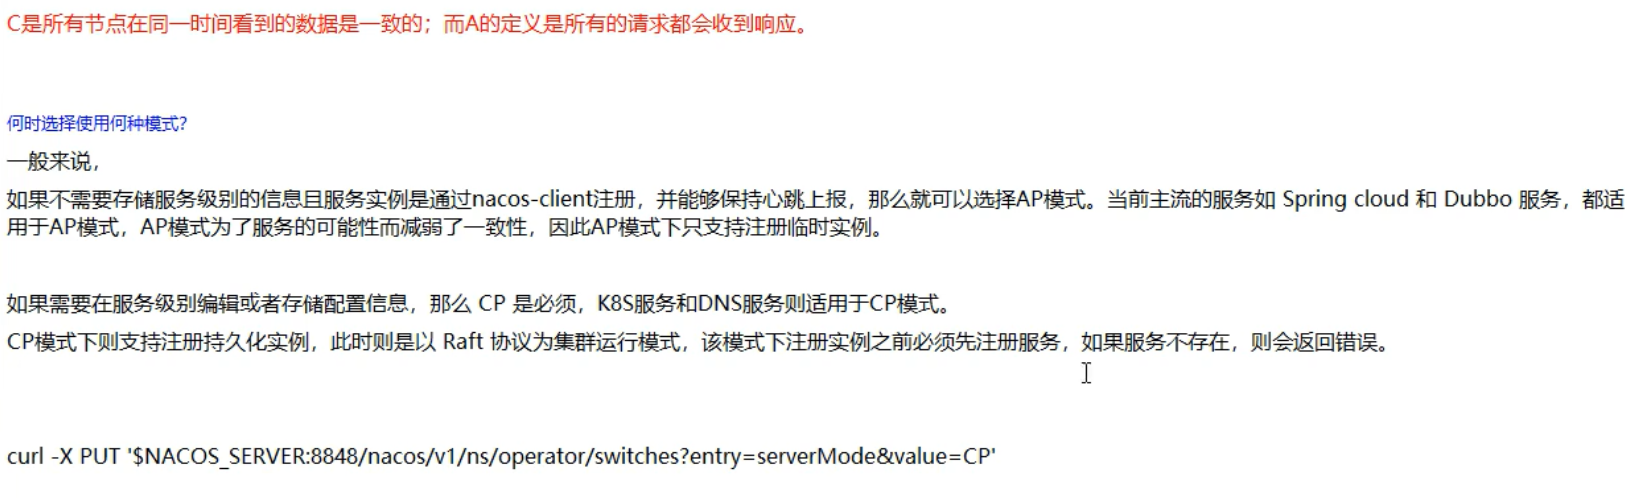 C是所有节点在同一时间看到的数据是一致的；而A的定义是所有的请求都会收到响应。
何时选择使用何种模式?
一般来说，
如果不需要存储服务级别的信息且服务实例是通过nacos-client注册，并能够保持心跳上报，那么就可以选择AP模式。当前主流的服务如 Spring cloud 和 Dubbo 服务，都适
用于AP模式，AP模式为了服务的可能性而减弱了一致性，因此AP模式下只支持注册临时实例。
如果需要在服务级别编辑或者存储配置信息，那么 CP 是必须，K8S服务和DNS服务则适用于CP模式。
CP模式下则支持注册持久化实例，此时则是以 Raft 协议为集群运行模式，该模式下注册实例之前必须先注册服务，如果服务不存在，则会返回错误。
curl -X PUT '$NACOS_SERVER:8848/nacos/v1/ns/operator/switches?entry=serverMode&value=CP'